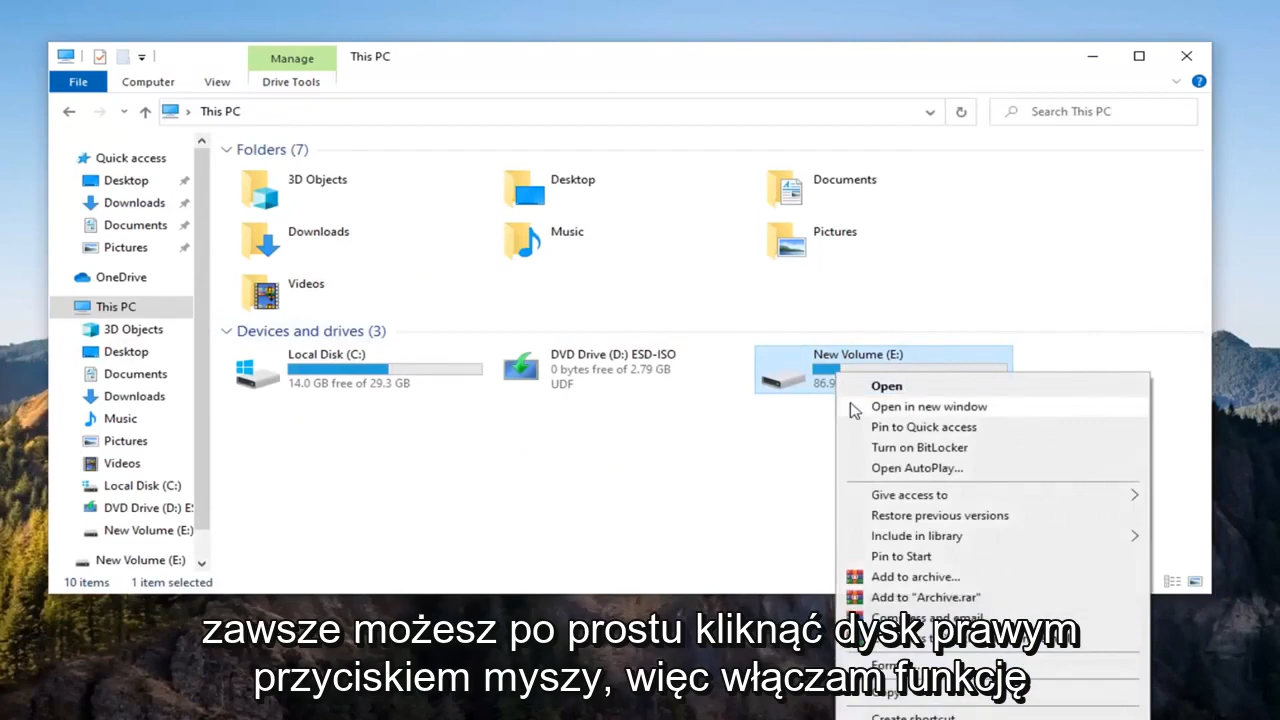 Manage
This PC
File
Computer
View
Drive Tools
This PC
Search This PC
Quick access
Desktop
Downloads
Documents
Pictures
OneDrive
This PC
3D Objects
Desktop
Documents
Downloads
Music
Pictures
Videos
Local Disk (C:)
DVD Drive (D:) ES
New Volume (E:)
New Volume (E:)
Folders (7)
3D Objects
Desktop
Documents
Downloads
Music
Pictures
Videos
Devices and drives (3)
Local Disk (C:)
14.0 GB free of 29.3 GB
DVD Drive (D:) ESD-ISO
0 bytes free of 2.79 GB
UDF
New Volume (E:)
86.9
Open
Open in new window
Pin to Quick access
Turn on BitLocker
Open AutoPlay...
Give access to
Restore previous versions
Include in library
Pin to Start
Add to archive...
Add to "Archive.rar"
Copy
Create shortcut
10 items
1 item selected
zawsze możesz po prostu kliknąć dysk prawym
przyciskiem myszy, więc włączam funkcję